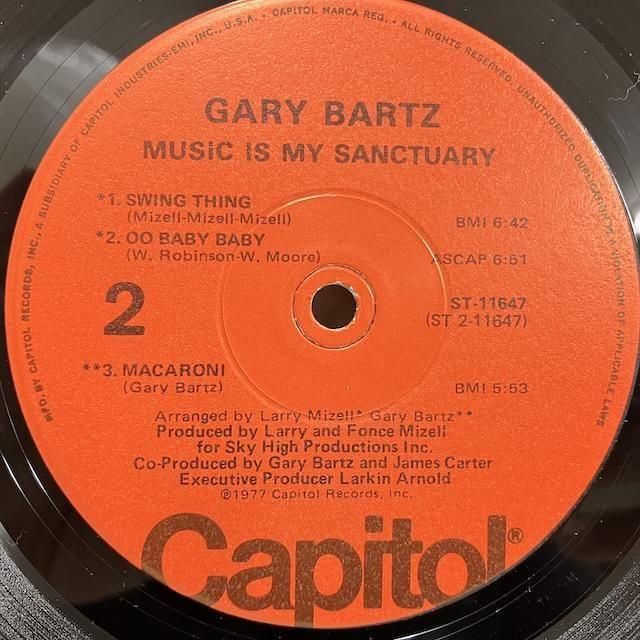 MFD. BY CAPITOL RECORDS, INC., A SUBSIDIARY OF CAPITOL INDUSTRIES-EMI, INC., U.S.A. • CAPITOL MARCA REG. • ALL RIGHTS RESERVED. UNAUTHORIZED DUPLICATION IS A VIOLATION OF APPLICABLE LAWS
GARY BARTZ
MUSIC IS MY SANCTUARY
*1. SWING THING
(Mizell-Mizell-Mizell) BMI 6:42
*2. OO BABY BABY
(W. Robinson-W. Moore) ASCAP 6:51
2
ST-11647
(ST 2-11647)
**3. MACARONI
(Gary Bartz) BMI 5:53
Arranged by Larry Mizell* Gary Bartz**
Produced by Larry and Fonce Mizell
for Sky High Productions Inc.
Co-Produced by Gary Bartz and James Carter
Executive Producer Larkin Arnold
℗1977 Capitol Records, Inc.
Capitol®